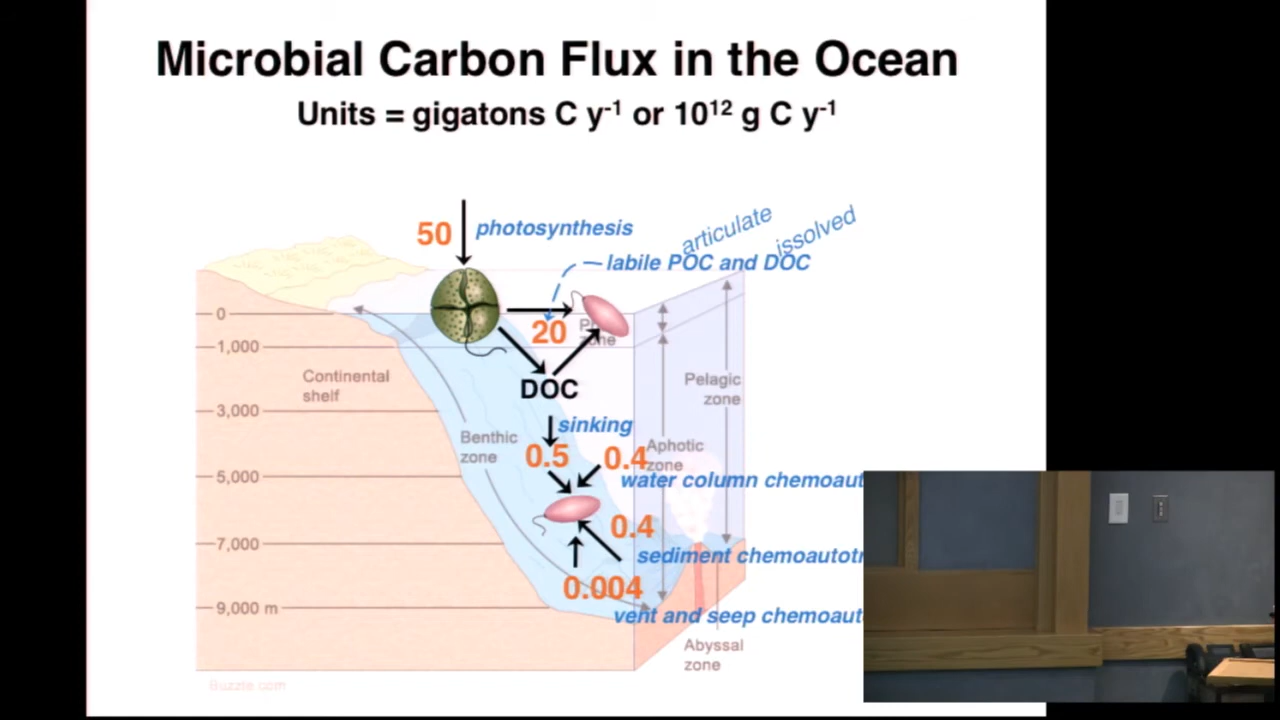 Microbial Carbon Flux in the Ocean
Units = gigatons C y-1 or 10¹² g C y-1
50
photosynthesis
articulate
issolved
labile POC and DOC
0
20
zone
1,000
Continental
shelf
DOC
Pelagic
zone
3,000
sinking
Benthic
zone
0.5
0.4
Aphotic
zone
5,000
water column chemoaut
0.4
7,000
sediment chemoautotr
0.004
9,000 m
vent and seep chemoaut
Abyssal
zone
Buzzle.com